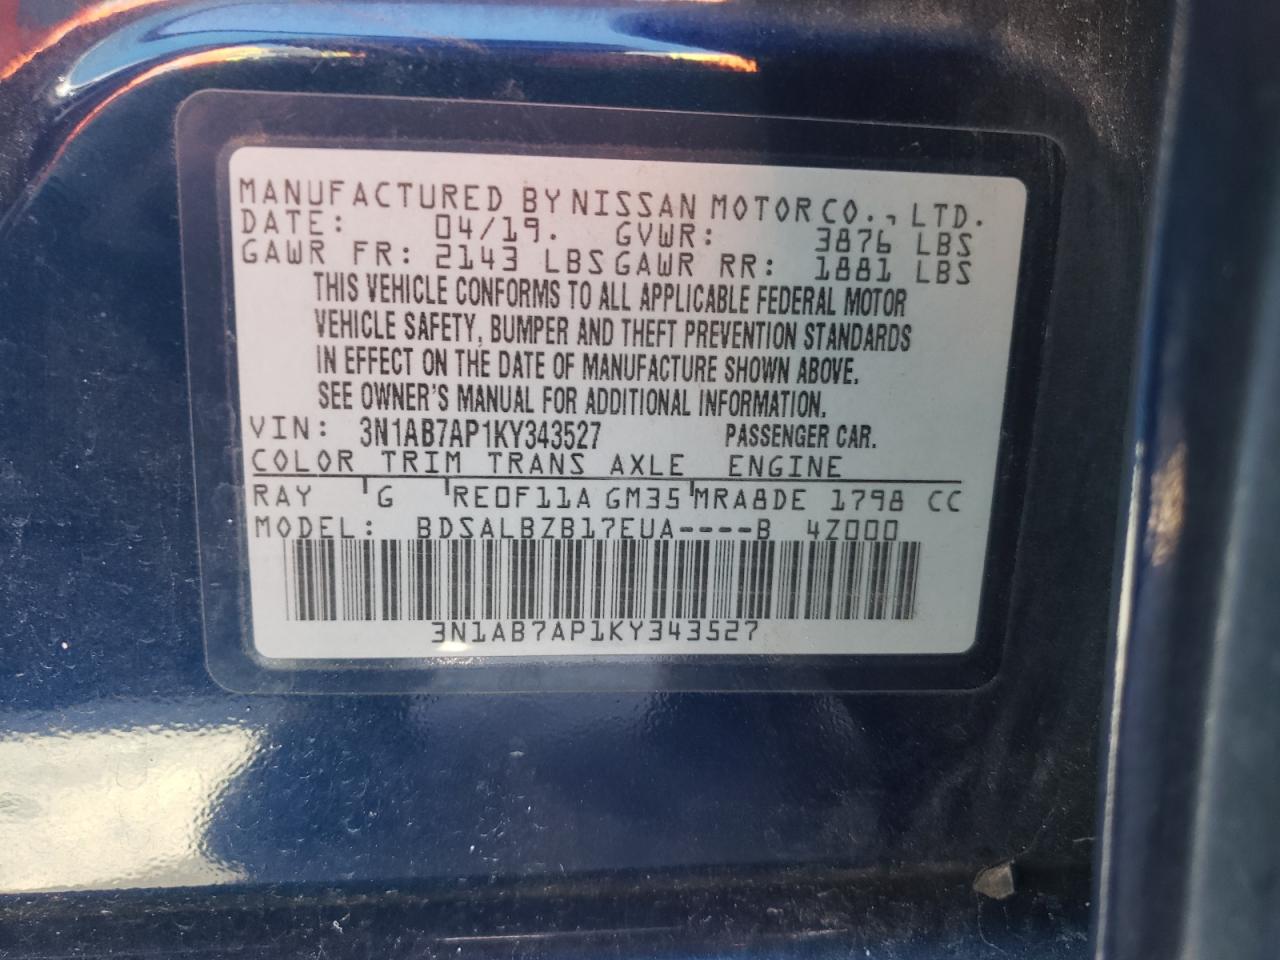 MANUFACTURED BY NISSAN MOTOR CO., LTD.
DATE: 04/19. GVWR: 3876 LBS
GAWR FR: 2143 LBS GAWR RR: 1881 LBS
THIS VEHICLE CONFORMS TO ALL APPLICABLE FEDERAL MOTOR
VEHICLE SAFETY, BUMPER AND THEFT PREVENTION STANDARDS
IN EFFECT ON THE DATE OF MANUFACTURE SHOWN ABOVE.
SEE OWNER'S MANUAL FOR ADDITIONAL INFORMATION.
VIN: 3N1AB7AP1KY343527 PASSENGER CAR.
COLOR TRIM TRANS AXLE ENGINE
RAY G RE0F11A GM35 MRA8DE 1798 CC
MODEL: BDSALBZB17EUA----B 4Z000
3N1AB7AP1KY343527